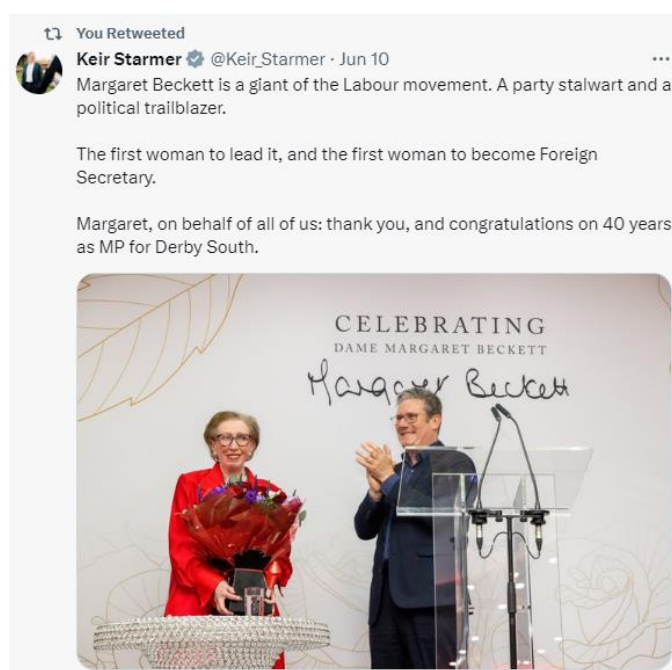 You Retweeted
Keir Starmer @Keir_Starmer · Jun 10
Margaret Beckett is a giant of the Labour movement. A party stalwart and a
political trailblazer.
The first woman to lead it, and the first woman to become Foreign
Secretary.
Margaret, on behalf of all of us: thank you, and congratulations on 40 years
as MP for Derby South.
CELEBRATING
DAME MARGARET BECKETT
Margaret Beckett